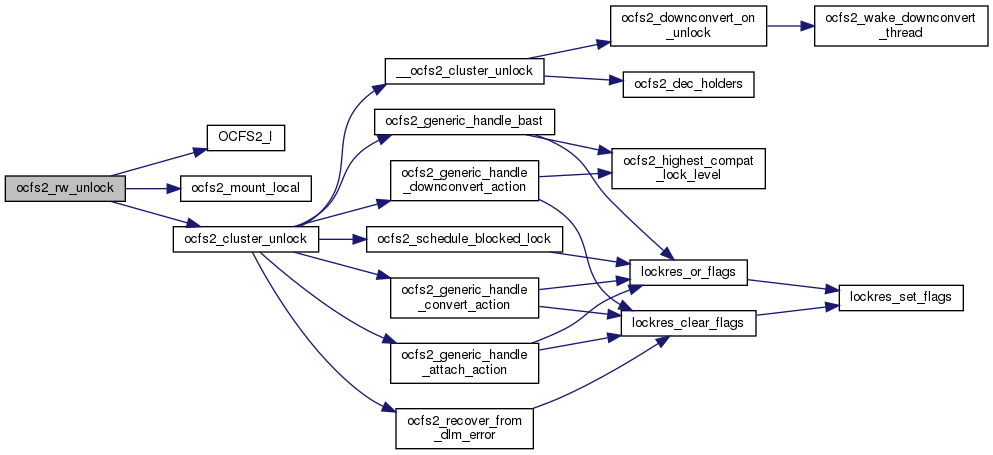 ocfs2_rw_unlock
OCFS2_I
ocfs2_mount_local
ocfs2_cluster_unlock
__ocfs2_cluster_unlock
ocfs2_downconvert_on
_unlock
ocfs2_wake_downconvert
_thread
ocfs2_dec_holders
ocfs2_generic_handle_bast
ocfs2_highest_compat
_lock_level
ocfs2_generic_handle
_downconvert_action
ocfs2_schedule_blocked_lock
lockres_or_flags
lockres_set_flags
ocfs2_generic_handle
_convert_action
lockres_clear_flags
ocfs2_generic_handle
_attach_action
ocfs2_recover_from
_dlm_error